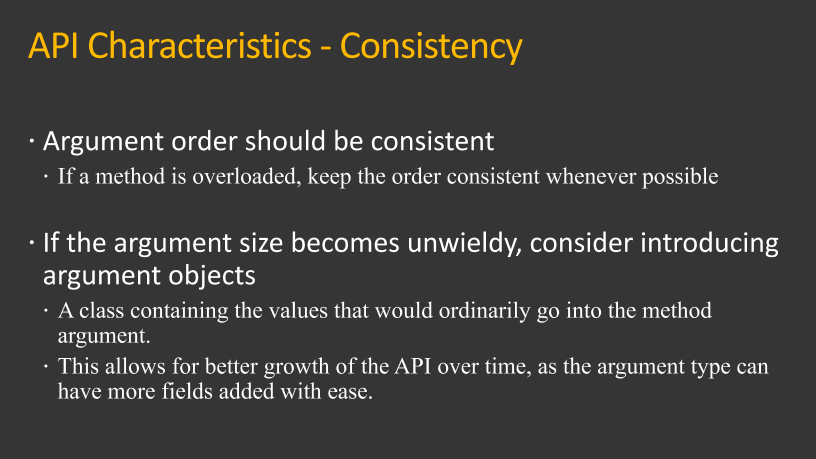 API Characteristics - Consistency
· Argument order should be consistent
· If a method is overloaded, keep the order consistent whenever possible
· If the argument size becomes unwieldy, consider introducing
argument objects
· A class containing the values that would ordinarily go into the method
argument.
· This allows for better growth of the API over time, as the argument type can
have more fields added with ease.